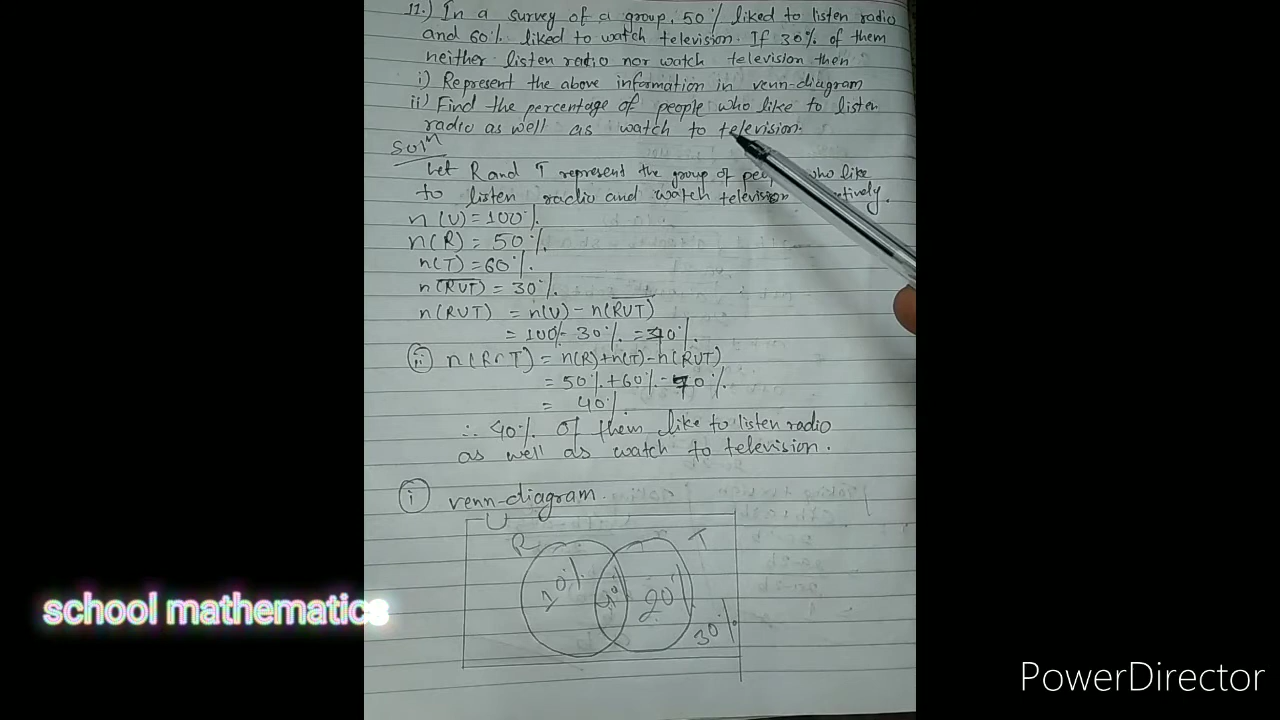 11.) In a survey of a group, 50% liked to listen radio
and 60% liked to watch television. If 30% of them
neither listen radio nor watch television then
i) Represent the above information in venn-diagram
ii) Find the percentage of people who like to listen
radio as well as watch to television.
Solⁿ
Let R and T represent the group of who like
to listen radio and watch television
n(U) = 100%.
n(R) = 50%.
n(T) = 60%.
n(R̅U̅T̅) = 30%.
n(RUT) = n(U) - n(R̅U̅T̅)
= 100% - 30% = 70%.
ii n(R∩T) = n(R)+n(T)-n(RUT)
= 50%+60%-70%.
= 40%
∴ 40% of them like to listen radio
as well as watch to television.
i venn-diagram.
U
R T
10% 40% 20%
30%
school mathematics
PowerDirector